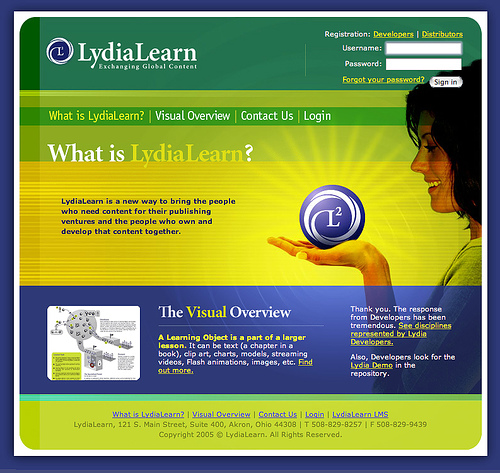 LydiaLearn
Exchanging Global Content
Registration: Developers | Distributors
Username:
Password:
Forgot your password? Sign in
What is LydiaLearn? | Visual Overview | Contact Us | Login
What is LydiaLearn?
LydiaLearn is a new way to bring the people
who need content for their publishing
ventures and the people who own and
develop that content together.
L2
The Visual Overview
A Learning Object is a part of a larger
lesson. It can be text (a chapter in a
book), clip art, charts, models, streaming
videos, Flash animations, images, etc. Find
out more.
Thank you. The response
from Developers has been
tremendous. See disciplines
represented by Lydia
Developers.
Also, Developers look for the
Lydia Demo in the
repository.
What is LydiaLearn? | Visual Overview | Contact Us | Login | LydiaLearn LMS
LydiaLearn, 121 S. Main Street, Suite 400, Akron, Ohio 44308 | T 508-829-8257 | F 508-829-9439
Copyright 2005 © LydiaLearn. All Rights Reserved.